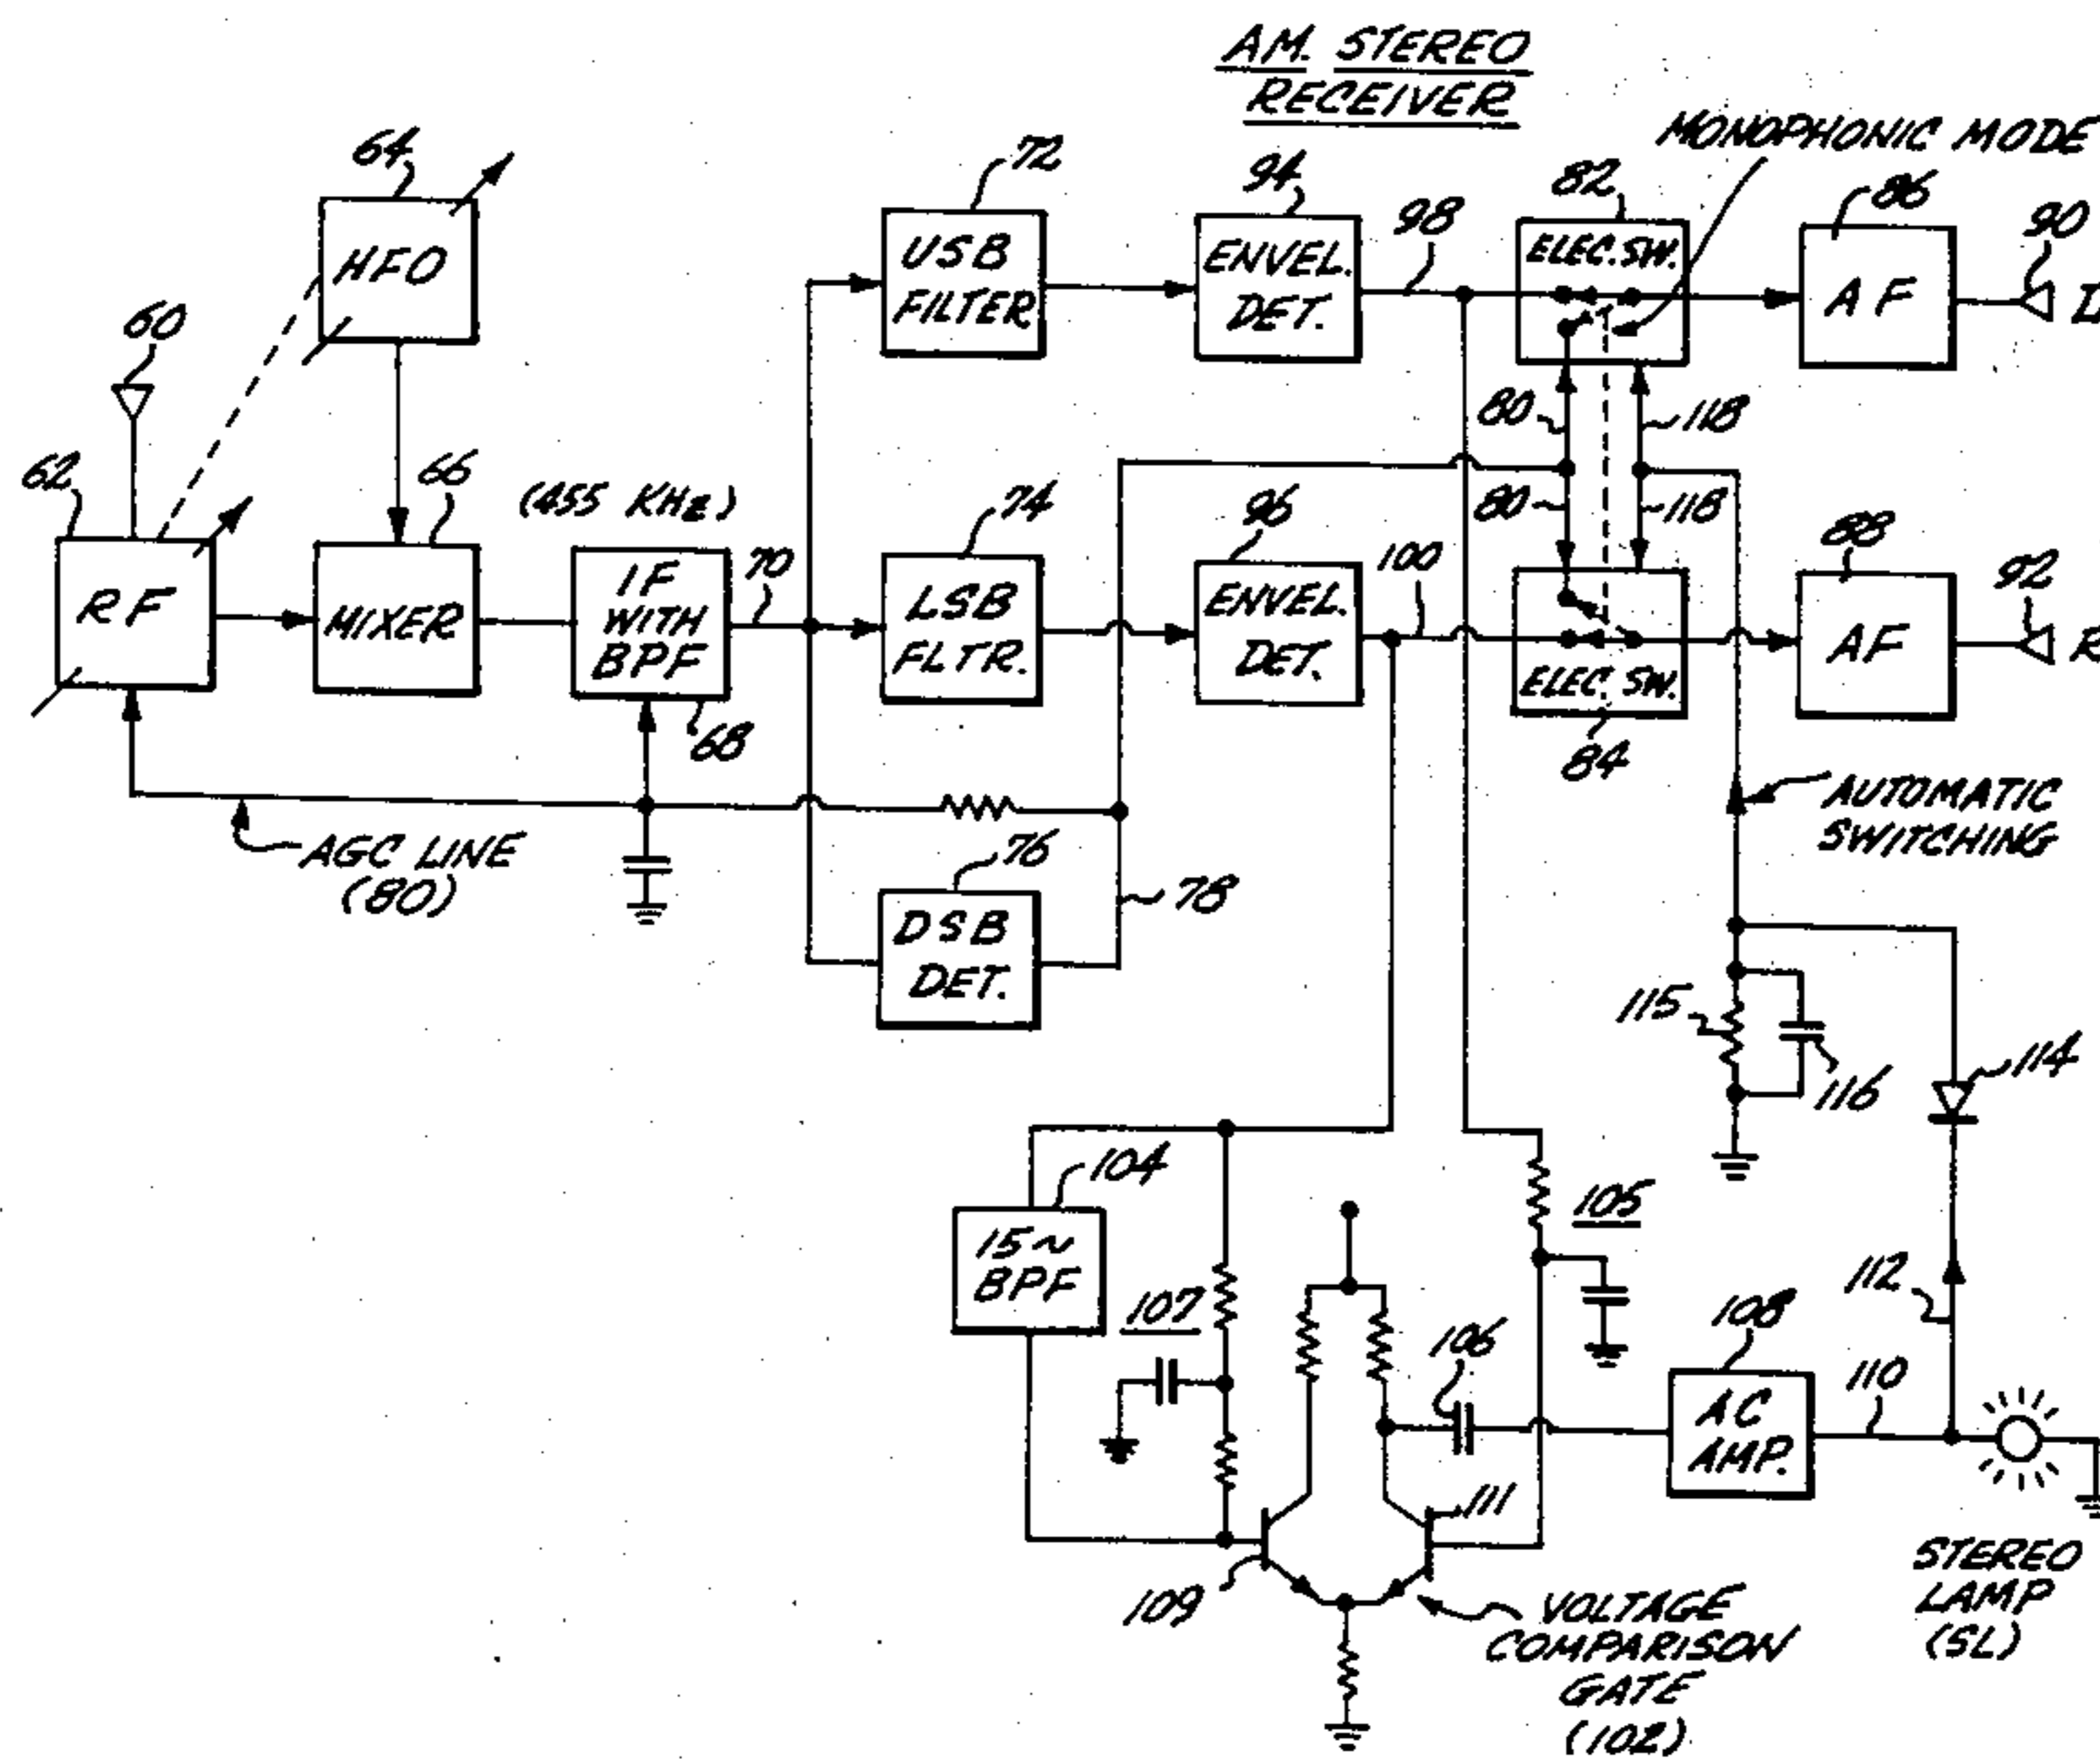 AM. STEREO
RECEIVER
MONOPHONIC MODE
64
72
94
82
86
90
HFO
USB
FILTER
ENVEL.
DET.
98
ELEC. SW.
AF
60
80
118
62
66
(455 KHz)
74
96
80
118
88
92
RF
MIXER
IF
WITH
BPF
70
LSB
FLTR.
ENVEL.
DET.
100
ELEC. SW.
AF
R
68
84
AGC LINE
(80)
76
78
AUTOMATIC
SWITCHING
DSB
DET.
115
116
114
104
15~
BPF
107
105
106
108
112
110
AC
AMP.
111
109
VOLTAGE
COMPARISON
GATE
(102)
STEREO
LAMP
(SL)